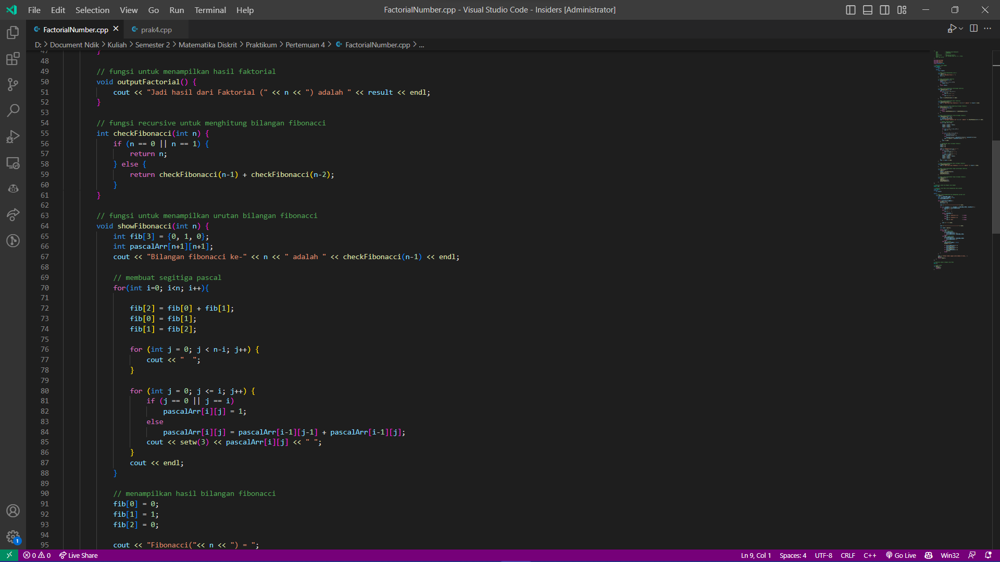 File Edit Selection View Go Run Terminal Help
FactorialNumber.cpp - Visual Studio Code - Insiders [Administrator]
FactorialNumber.cpp
prak4.cpp
D: > Document Ndik > Kuliah > Semester 2 > Matematika Diskrit > Praktikum > Pertemuan 4 > FactorialNumber.cpp > ...
47 }
48
49 // fungsi untuk menampilkan hasil faktorial
50 void outputFactorial() {
51 cout << "Jadi hasil dari Faktorial (" << n << ") adalah " << result << endl;
52 }
53
54 // fungsi recursive untuk menghitung bilangan fibonacci
55 int checkFibonacci(int n) {
56 if (n == 0 || n == 1) {
57 return n;
58 } else {
59 return checkFibonacci(n-1) + checkFibonacci(n-2);
60 }
61 }
62
63 // fungsi untuk menampilkan urutan bilangan fibonacci
64 void showFibonacci(int n) {
65 int fib[3] = {0, 1, 0};
66 int pascalArr[n+1][n+1];
67 cout << "Bilangan fibonacci ke-" << n << " adalah " << checkFibonacci(n-1) << endl;
68
69 // membuat segitiga pascal
70 for(int i=0; i<n; i++){
71
72 fib[2] = fib[0] + fib[1];
73 fib[0] = fib[1];
74 fib[1] = fib[2];
75
76 for (int j = 0; j < n-i; j++) {
77 cout << "  ";
78 }
79
80 for (int j = 0; j <= i; j++) {
81 if (j == 0 || j == i)
82 pascalArr[i][j] = 1;
83 else
84 pascalArr[i][j] = pascalArr[i-1][j-1] + pascalArr[i-1][j];
85 cout << setw(3) << pascalArr[i][j] << " ";
86 }
87 cout << endl;
88 }
89
90 // menampilkan hasil bilangan fibonacci
91 fib[0] = 0;
92 fib[1] = 1;
93 fib[2] = 0;
94
95 cout << "Fibonacci("<< n << ") = ";
1
0 0 Live Share
Ln 9, Col 1 Spaces: 4 UTF-8 CRLF C++ Go Live Win32